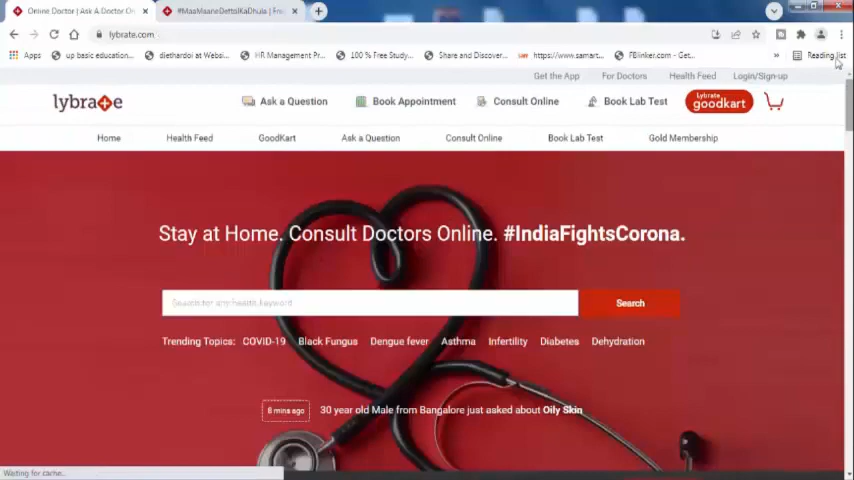 Online Doctor | Ask A Doctor On
#MaaMaaneDettolKaDhula | Fre
lybrate.com
Apps
up basic education...
diethardoi at Websi...
HR Management Pr...
100 % Free Study...
Share and Discover...
https://www.samart...
FBlinker.com - Get...
»
Reading list
Get the App
For Doctors
Health Feed
Login/Sign-up
lybrate
Ask a Question
Book Appointment
Consult Online
Book Lab Test
Lybrate
goodkart
Home
Health Feed
GoodKart
Ask a Question
Consult Online
Book Lab Test
Gold Membership
Stay at Home. Consult Doctors Online. #IndiaFightsCorona.
Search for any health keyword
Search
Trending Topics: COVID-19 Black Fungus Dengue fever Asthma Infertility Diabetes Dehydration
8 mins ago
30 year old Male from Bangalore just asked about Oily Skin
Waiting for cache...